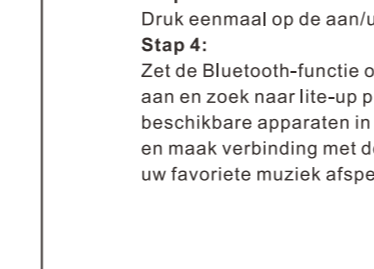 Druk eenmaal op de aan/u
Stap 4:
Zet de Bluetooth-functie o
aan en zoek naar lite-up p
beschikbare apparaten in
en maak verbinding met d
uw favoriete muziek afspe